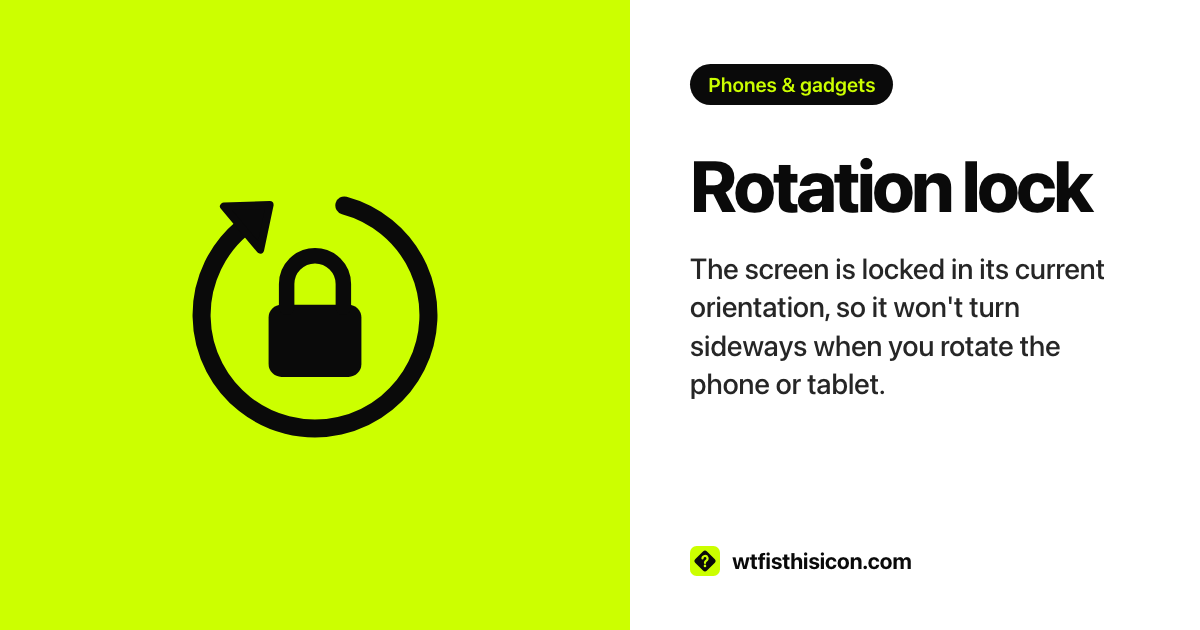 Phones & gadgets
Rotation lock
The screen is locked in its current
orientation, so it won't turn
sideways when you rotate the
phone or tablet.
?
wtfisthisicon.com